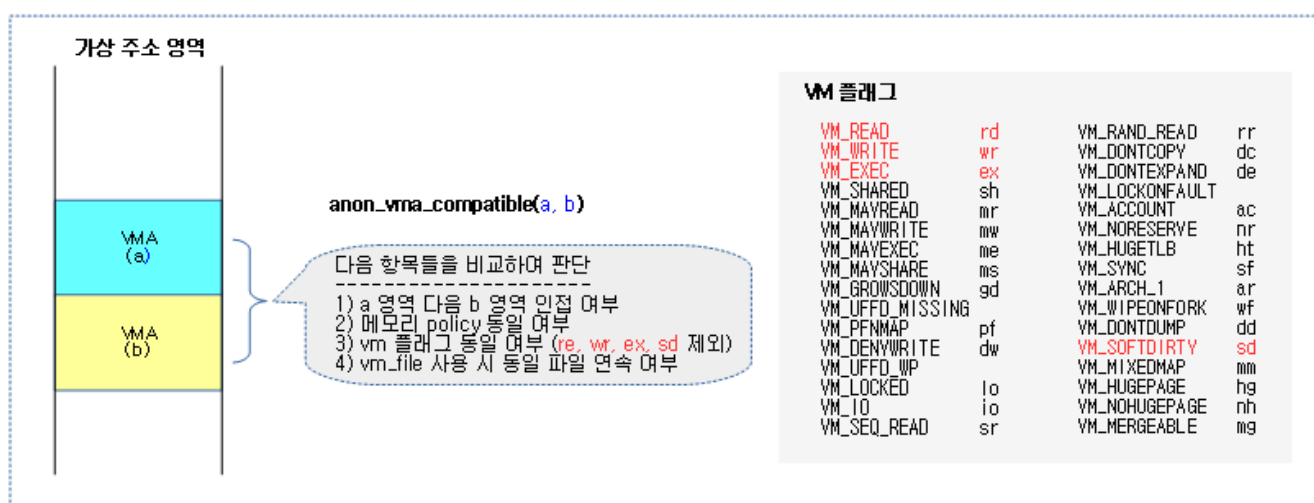 가상 주소 영역
VMA
(a)
VMA
(b)
anon_vma_compatible(a, b)
다음 항목들을 비교하여 판단
----------------------
1) a 영역 다음 b 영역 인접 여부
2) 메모리 policy 동일 여부
3) vm 플래그 동일 여부 (re, wr, ex, sd 제외)
4) vm_file 사용 시 동일 파일 연속 여부
VM 플래그
VM_READ rd
VM_WRITE wr
VM_EXEC ex
VM_SHARED sh
VM_MAYREAD mr
VM_MAYWRITE mw
VM_MAYEXEC me
VM_MAYSHARE ms
VM_GROWSDOWN gd
VM_UFFD_MISSING
VM_PFNMAP pf
VM_DENYWRITE dw
VM_UFFD_WP
VM_LOCKED lo
VM_IO io
VM_SEQ_READ sr
VM_RAND_READ rr
VM_DONTCOPY dc
VM_DONTEXPAND de
VM_LOCKONFAULT
VM_ACCOUNT ac
VM_NORESERVE nr
VM_HUGETLB ht
VM_SYNC sf
VM_ARCH_1 ar
VM_WIPEONFORK wf
VM_DONTDUMP dd
VM_SOFTDIRTY sd
VM_MIXEDMAP mm
VM_HUGEPAGE hg
VM_NOHUGEPAGE nh
VM_MERGEABLE mg